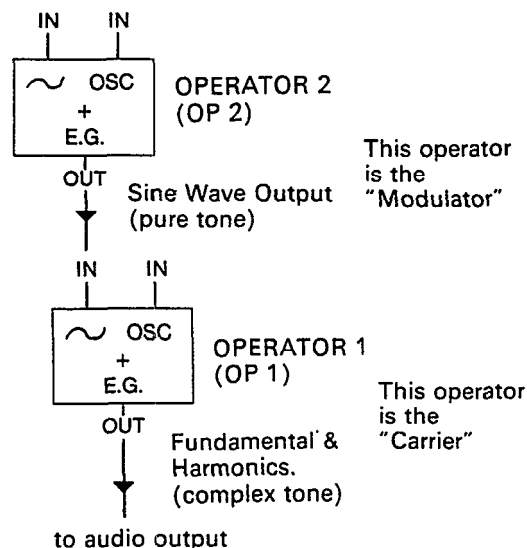 IN IN
OSC
+
E.G.
OPERATOR 2
(OP 2)
This operator
is the
"Modulator"
OUT
Sine Wave Output
(pure tone)
IN IN
OSC
+
E.G.
OPERATOR 1
(OP 1)
This operator
is the
"Carrier"
OUT
Fundamental &
Harmonics.
(complex tone)
to audio output